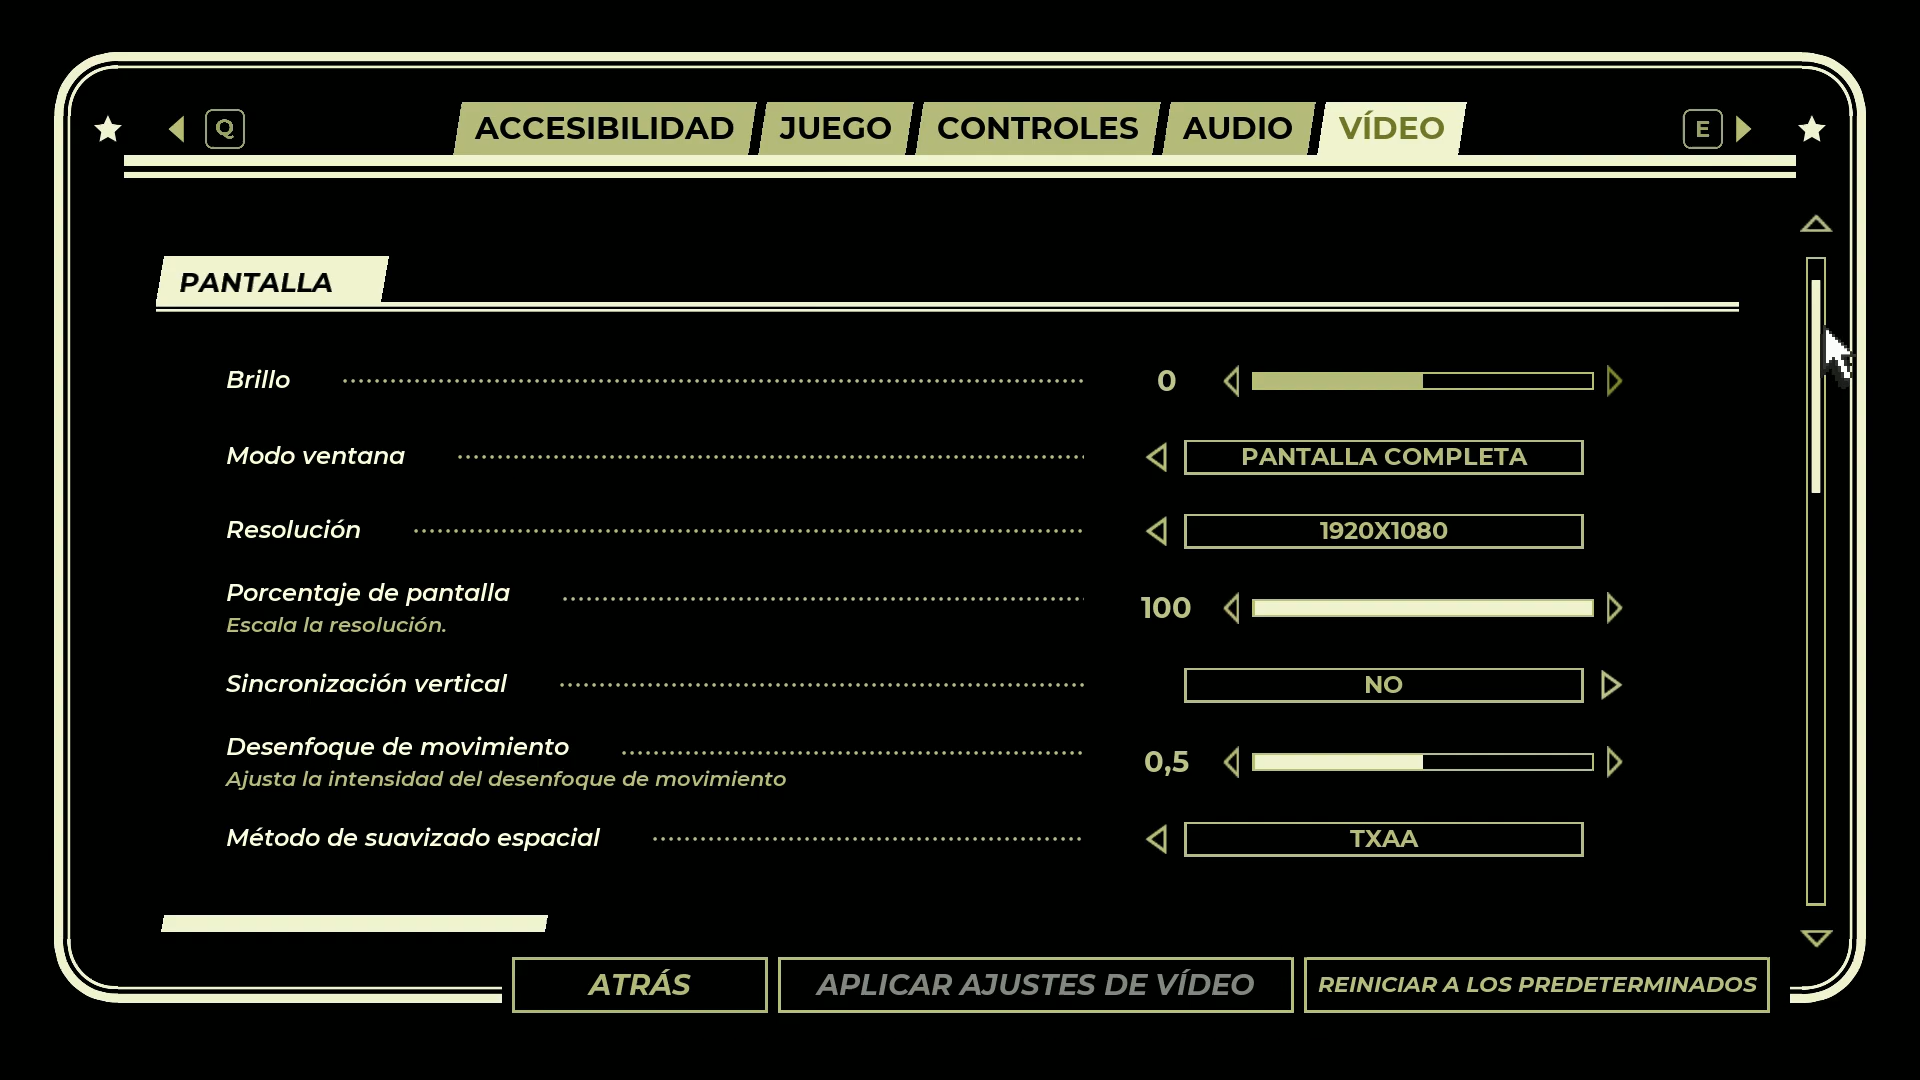 Q
ACCESIBILIDAD
JUEGO
CONTROLES
AUDIO
VÍDEO
E
PANTALLA
Brillo
0
Modo ventana
PANTALLA COMPLETA
Resolución
1920X1080
Porcentaje de pantalla
Escala la resolución.
100
Sincronización vertical
NO
Desenfoque de movimiento
Ajusta la intensidad del desenfoque de movimiento
0,5
Método de suavizado espacial
TXAA
ATRÁS
APLICAR AJUSTES DE VÍDEO
REINICIAR A LOS PREDETERMINADOS